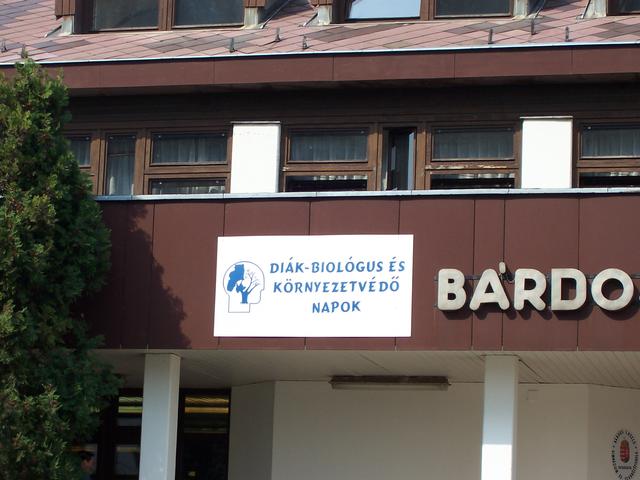 DIÁK-BIOLÓGUS ÉS
KÖRNYEZETVÉDŐ
NAPOK
BÁRDO